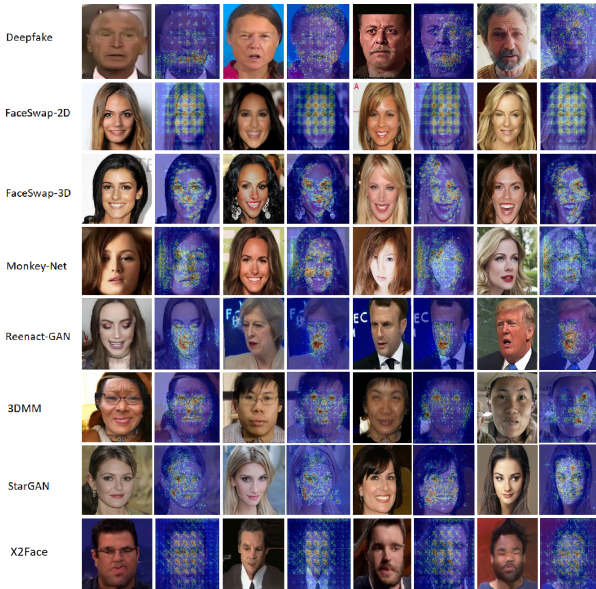 Deepfake
FaceSwap-2D
A
A
FaceSwap-3D
Monkey-Net
Reenact-GAN
3DMM
StarGAN
X2Face